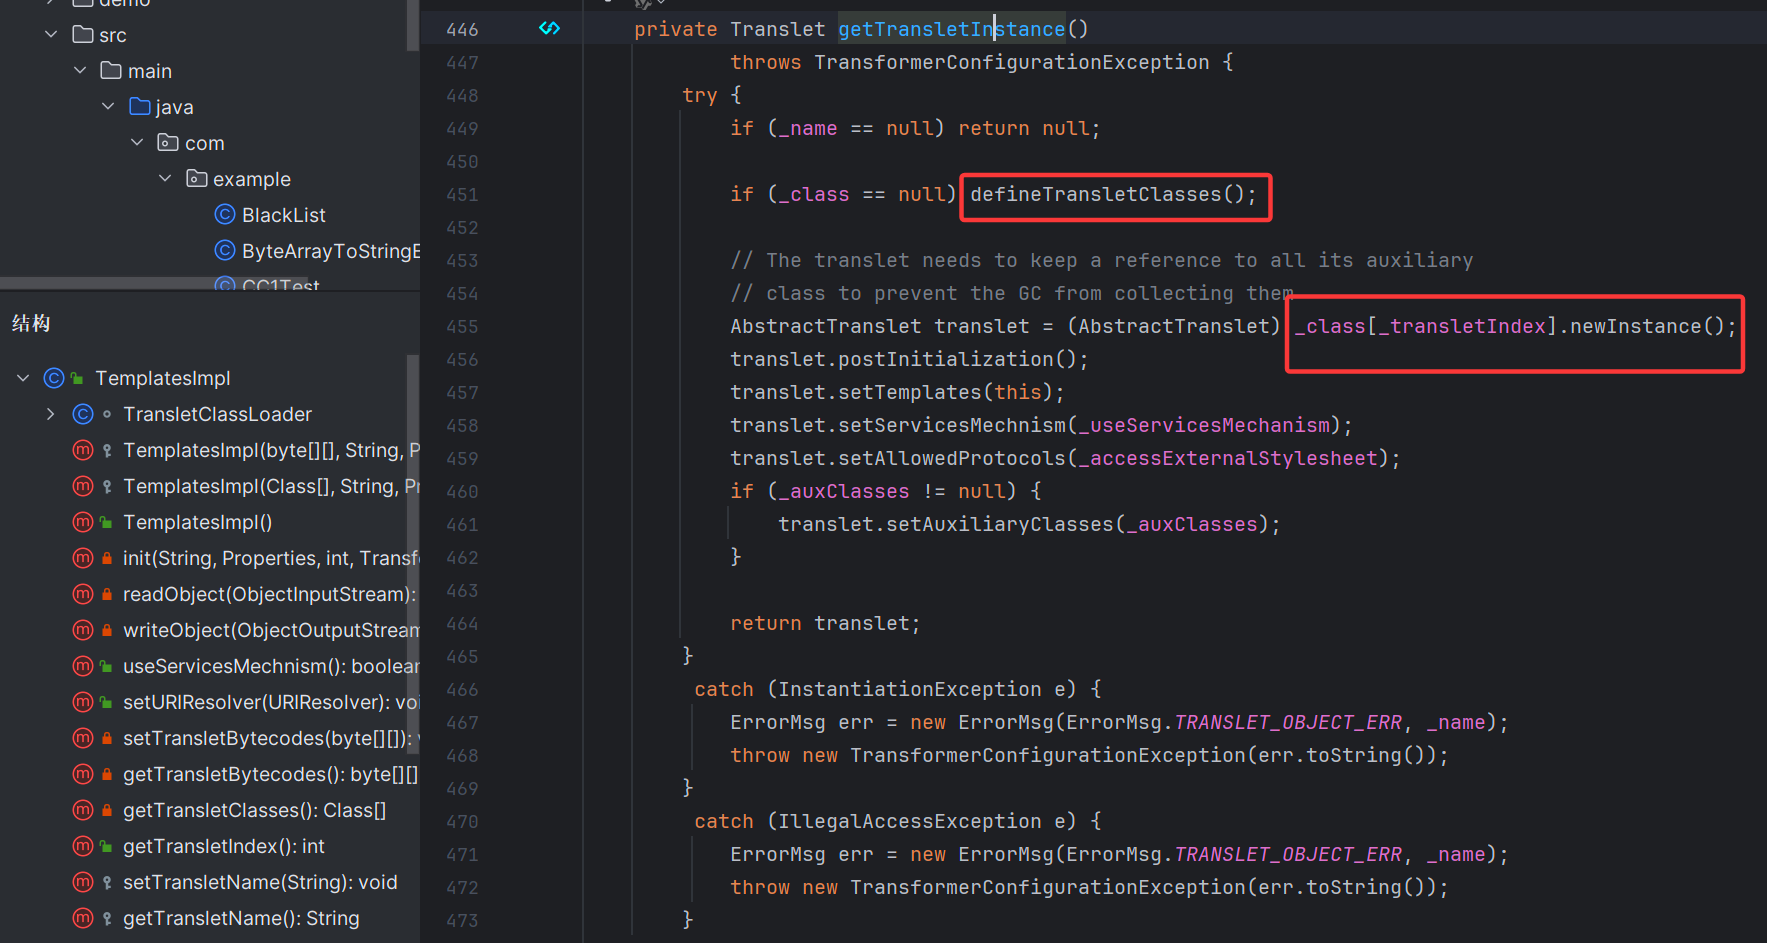 demo
src
main
java
com
example
BlackList
ByteArrayToStringE
CC1Test
结构
TemplatesImpl
TransletClassLoader
TemplatesImpl(byte[][], String, P
TemplatesImpl(Class[], String, Pr
TemplatesImpl()
init(String, Properties, int, Transfo
readObject(ObjectInputStream):
writeObject(ObjectOutputStream
useServicesMechnism(): boolean
setURIResolver(URIResolver): voi
setTransletBytecodes(byte[][]): v
getTransletBytecodes(): byte[][]
getTransletClasses(): Class[]
getTransletIndex(): int
setTransletName(String): void
getTransletName(): String
446 private Translet getTransletInstance()
447 throws TransformerConfigurationException {
448 try {
449 if (_name == null) return null;
450
451 if (_class == null) defineTransletClasses();
452
453 // The translet needs to keep a reference to all its auxiliary
454 // class to prevent the GC from collecting them
455 AbstractTranslet translet = (AbstractTranslet) _class[_transletIndex].newInstance();
456 translet.postInitialization();
457 translet.setTemplates(this);
458 translet.setServicesMechnism(_useServicesMechanism);
459 translet.setAllowedProtocols(_accessExternalStylesheet);
460 if (_auxClasses != null) {
461 translet.setAuxiliaryClasses(_auxClasses);
462 }
463
464 return translet;
465 }
466 catch (InstantiationException e) {
467 ErrorMsg err = new ErrorMsg(ErrorMsg.TRANSLET_OBJECT_ERR, _name);
468 throw new TransformerConfigurationException(err.toString());
469 }
470 catch (IllegalAccessException e) {
471 ErrorMsg err = new ErrorMsg(ErrorMsg.TRANSLET_OBJECT_ERR, _name);
472 throw new TransformerConfigurationException(err.toString());
473 }